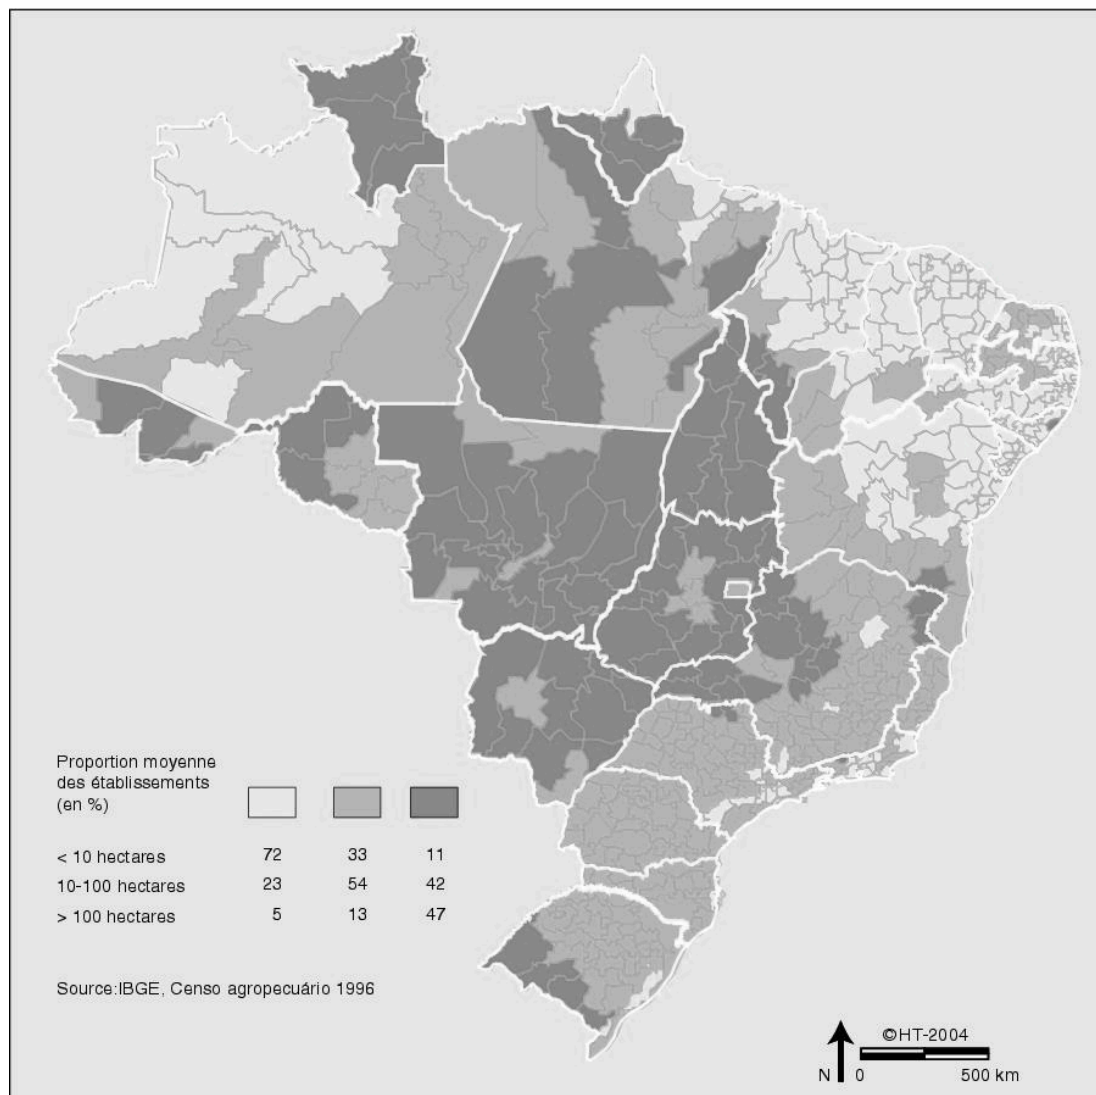 Proportion moyenne
des établissements
(en %)
< 10 hectares 72 33 11
10-100 hectares 23 54 42
> 100 hectares 5 13 47
Source:IBGE, Censo agropecuário 1996
©HT-2004
N 0 500 km